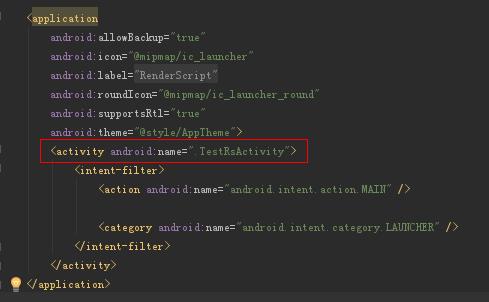 <application
android:allowBackup="true"
android:icon="@mipmap/ic_launcher"
android:label="RenderScript"
android:roundIcon="@mipmap/ic_launcher_round"
android:supportsRtl="true"
android:theme="@style/AppTheme">
<activity android:name=".TestRsActivity">
<intent-filter>
<action android:name="android.intent.action.MAIN" />
<category android:name="android.intent.category.LAUNCHER" />
</intent-filter>
</activity>
</application>